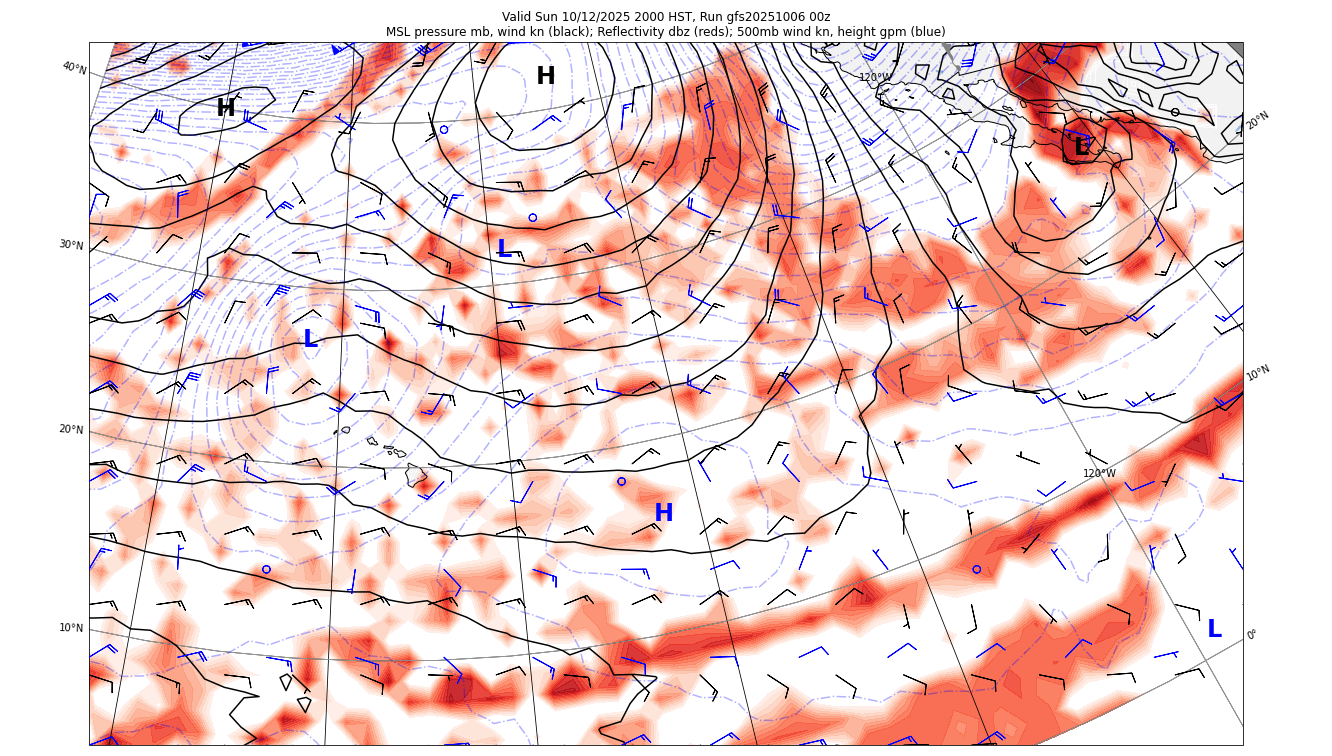 Valid Sun 10/12/2025 2000 HST, Run gfs20251006 00z
MSL pressure mb, wind kn (black); Reflectivity dbz (reds); 500mb wind kn, height gpm (blue)
40°N
H
H
120°W
20°N
L
30°N
L
L
10°N
20°N
120°W
H
10°N
L
0°